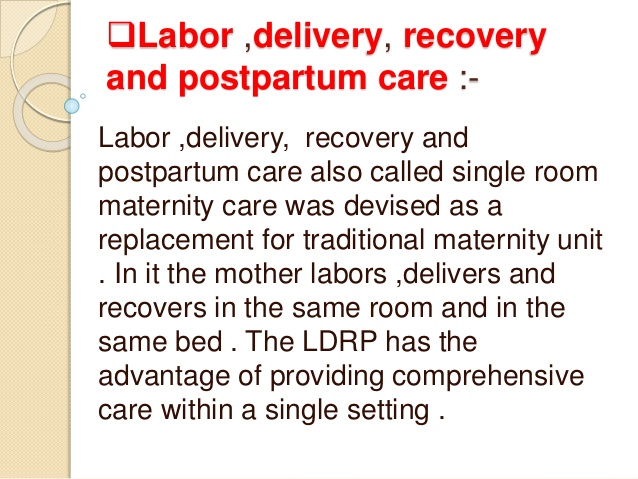 ❑Labor ,delivery, recovery
and postpartum care :-
Labor ,delivery,  recovery and
postpartum care also called single room
maternity care was devised as a
replacement for traditional maternity unit
. In it the mother labors ,delivers and
recovers in the same room and in the
same bed . The LDRP has the
advantage of providing comprehensive
care within a single setting .